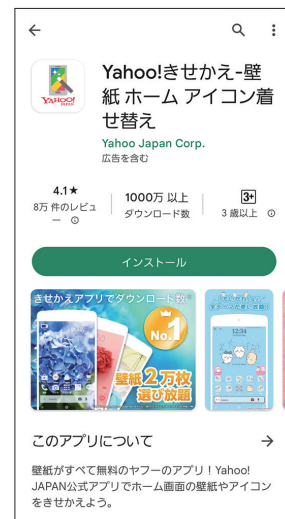 Yahoo!きせかえ-壁
紙 ホーム アイコン着
せ替え
YAHOO!
Yahoo Japan Corp.
広告を含む
4.1★
8万 件のレビュ
ー
1000万 以上
ダウンロード数
3+
3 歳以上
インストール
きせかえアプリでダウンロード数
No.1
壁紙2万枚
選び放題
12:34
このアプリについて
壁紙がすべて無料のヤフーのアプリ！Yahoo!
JAPAN公式アプリでホーム画面の壁紙やアイコン
をきせかえよう。